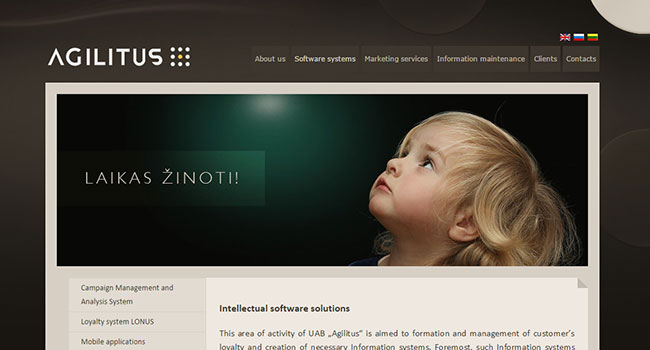 AGILITUS
About us Software systems Marketing services Information maintenance Clients Contacts
LAIKAS ŽINOTI!
Campaign Management and
Analysis System
Loyalty system LONUS
Mobile applications
Intellectual software solutions
This area of activity of UAB „Agilitus“ is aimed to formation and management of customer's
loyalty and creation of necessary Information systems. Foremost, such Information systems